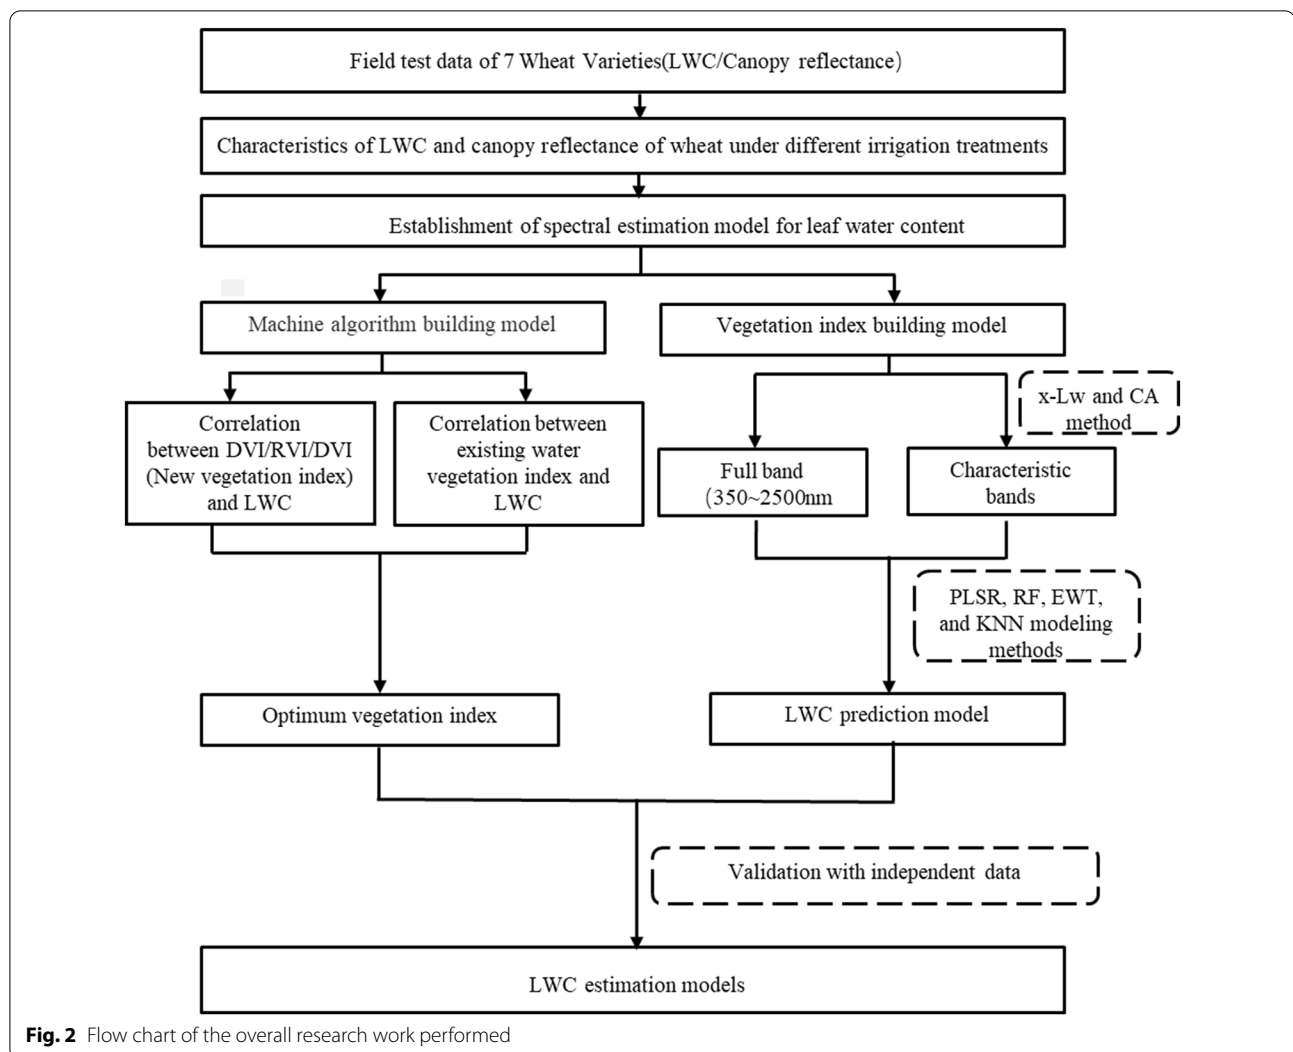 Field test data of 7 Wheat Varieties(LWC/Canopy reflectance)
Characteristics of LWC and canopy reflectance of wheat under different irrigation treatments
Establishment of spectral estimation model for leaf water content
Machine algorithm building model
Vegetation index building model
x-Lw and CA
method
Correlation
between DVI/RVI/DVI
(New vegetation index)
and LWC
Correlation between
existing water
vegetation index and
LWC
Full band
(350~2500nm
Characteristic
bands
PLSR, RF, EWT,
and KNN modeling
methods
Optimum vegetation index
LWC prediction model
Validation with independent data
LWC estimation models
Fig. 2 Flow chart of the overall research work performed